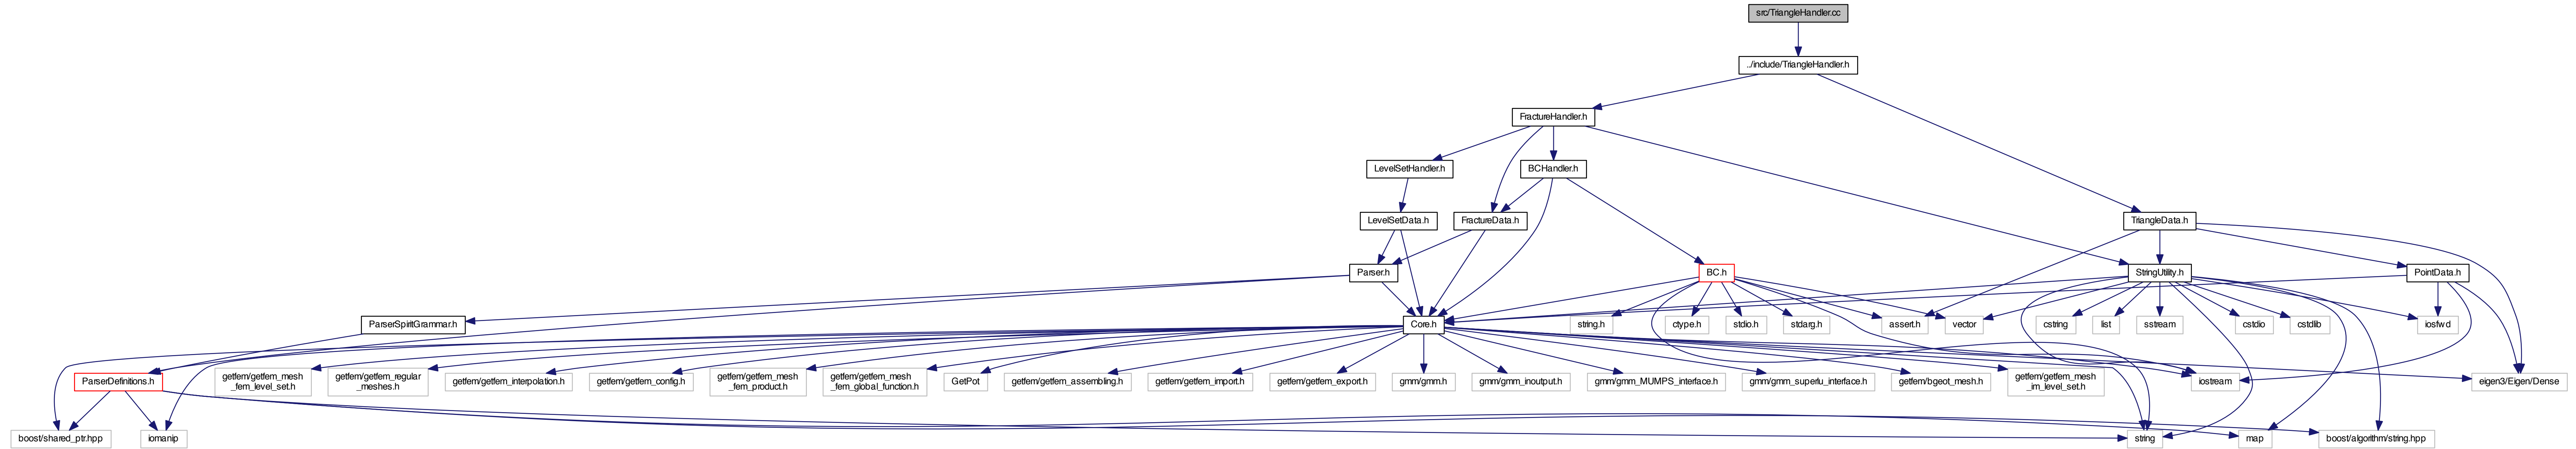 src/TriangleHandler.cc
../include/TriangleHandler.h
FractureHandler.h
LevelSetHandler.h
BCHandler.h
LevelSetData.h
FractureData.h
TriangleData.h
Parser.h
BC.h
StringUtility.h
PointData.h
ParserSpiritGrammar.h
Core.h
string.h
ctype.h
stdio.h
stdarg.h
assert.h
vector
cstring
list
sstream
cstdio
cstdlib
iosfwd
ParserDefinitions.h
getfem/getfem_mesh
_fem_level_set.h
getfem/getfem_regular
_meshes.h
getfem/getfem_interpolation.h
getfem/getfem_config.h
getfem/getfem_mesh
_fem_product.h
getfem/getfem_mesh
_fem_global_function.h
GetPot
getfem/getfem_assembling.h
getfem/getfem_import.h
getfem/getfem_export.h
gmm/gmm.h
gmm/gmm_inoutput.h
gmm/gmm_MUMPS_interface.h
gmm/gmm_superlu_interface.h
getfem/bgeot_mesh.h
getfem/getfem_mesh
_im_level_set.h
iostream
eigen3/Eigen/Dense
boost/shared_ptr.hpp
iomanip
string
map
boost/algorithm/string.hpp